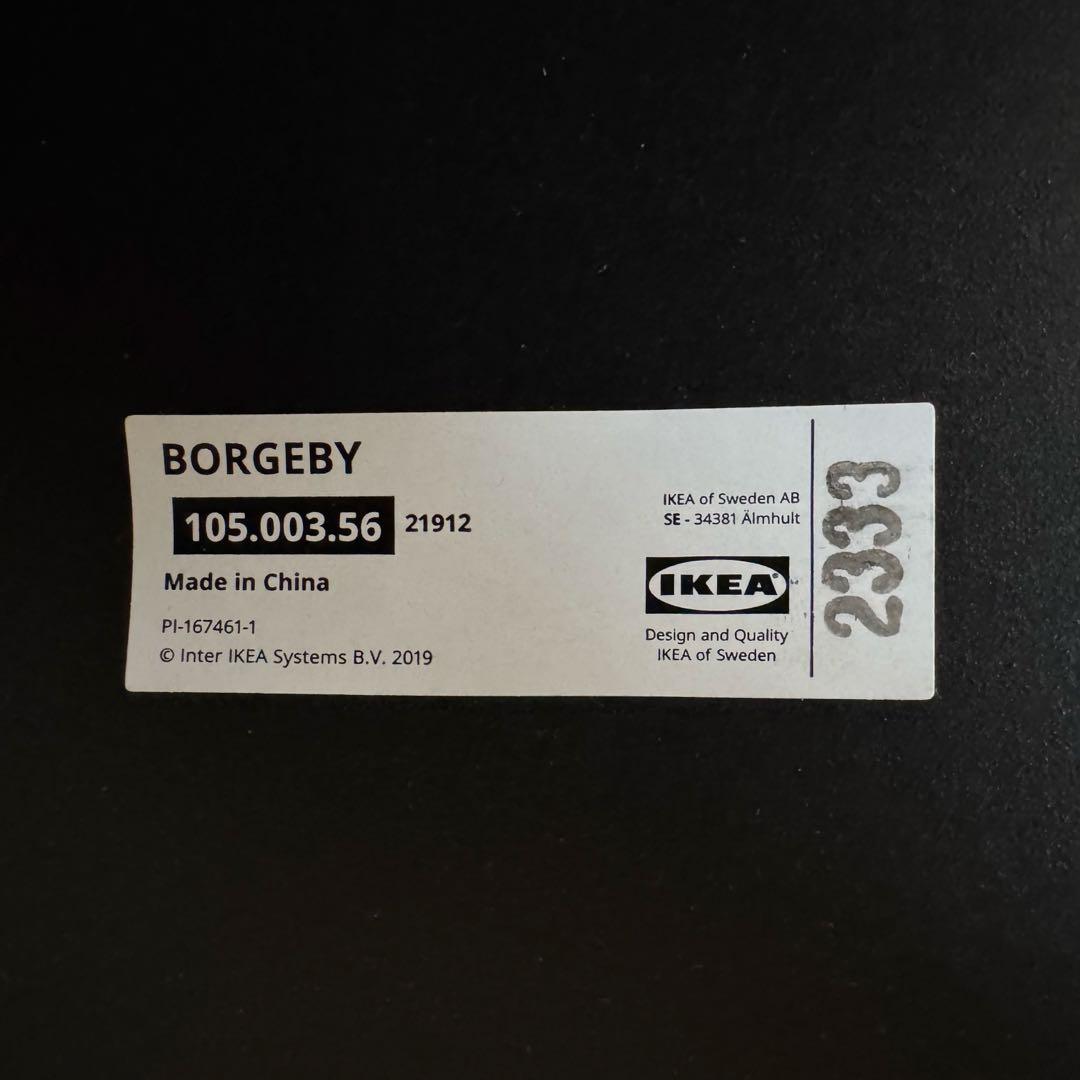 BORGEBY
105.003.56 21912
Made in China
PI-167461-1
© Inter IKEA Systems B.V. 2019
IKEA of Sweden AB
SE - 34381 Älmhult
IKEA®
Design and Quality
IKEA of Sweden
2333